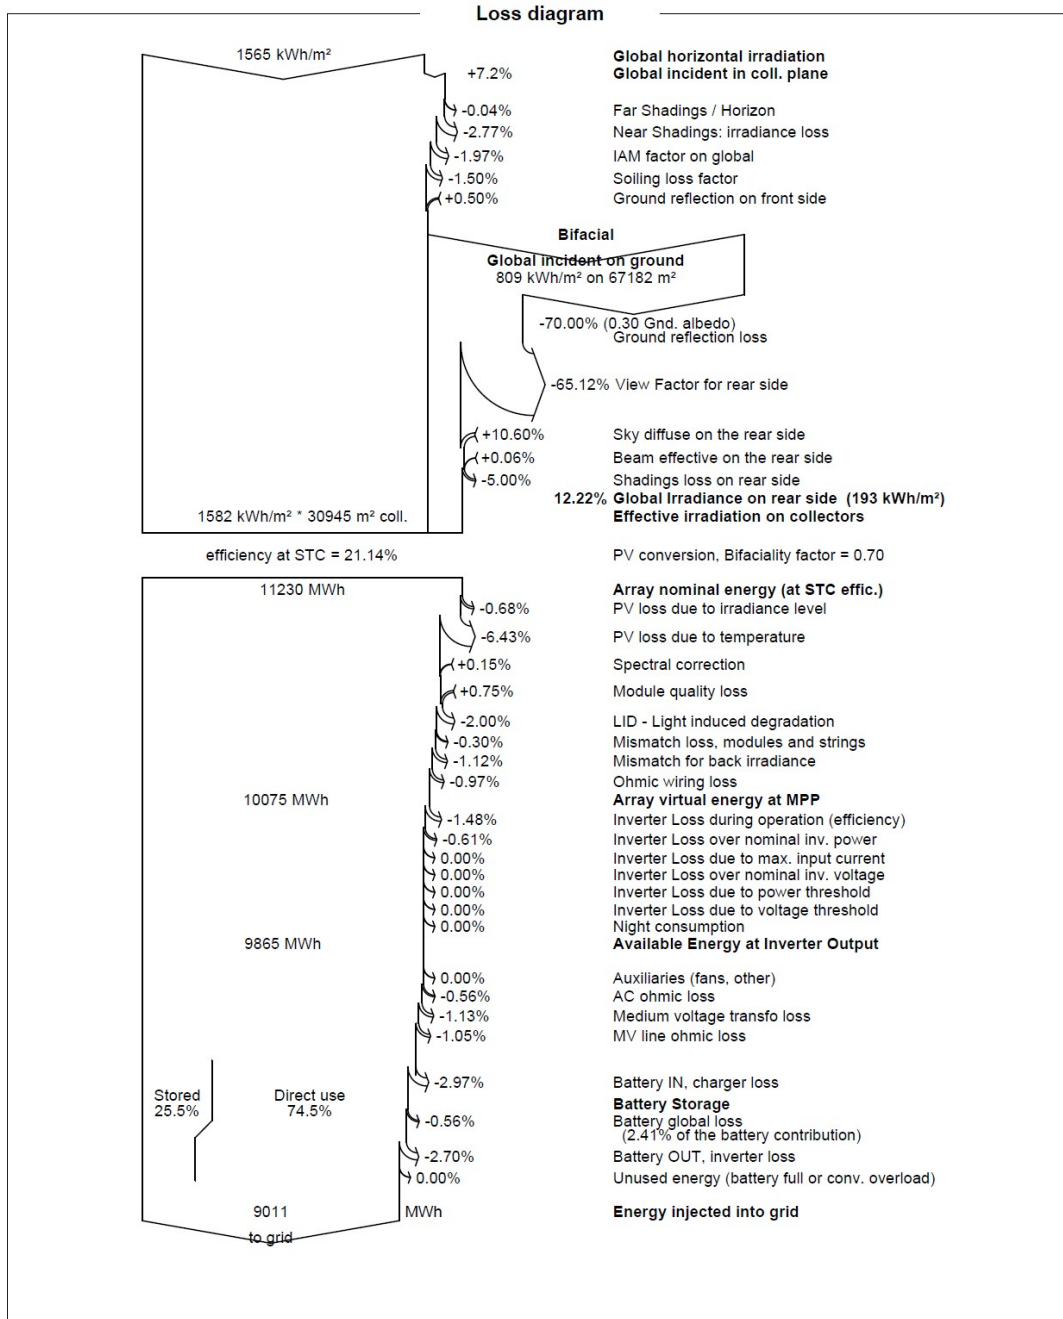 Loss diagram
1565 kWh/m² Global horizontal irradiation
+7.2% Global incident in coll. plane
-0.04% Far Shadings / Horizon
-2.77% Near Shadings: irradiance loss
-1.97% IAM factor on global
-1.50% Soiling loss factor
+0.50% Ground reflection on front side
Bifacial
Global incident on ground
809 kWh/m² on 67182 m²
-70.00% (0.30 Gnd. albedo)
Ground reflection loss
-65.12% View Factor for rear side
+10.60% Sky diffuse on the rear side
+0.06% Beam effective on the rear side
-5.00% Shadings loss on rear side
12.22% Global Irradiance on rear side (193 kWh/m²)
1582 kWh/m² * 30945 m² coll. Effective irradiation on collectors
efficiency at STC = 21.14% PV conversion, Bifaciality factor = 0.70
11230 MWh Array nominal energy (at STC effic.)
-0.68% PV loss due to irradiance level
-6.43% PV loss due to temperature
+0.15% Spectral correction
+0.75% Module quality loss
-2.00% LID - Light induced degradation
-0.30% Mismatch loss, modules and strings
-1.12% Mismatch for back irradiance
-0.97% Ohmic wiring loss
10075 MWh Array virtual energy at MPP
-1.48% Inverter Loss during operation (efficiency)
-0.61% Inverter Loss over nominal inv. power
0.00% Inverter Loss due to max. input current
0.00% Inverter Loss over nominal inv. voltage
0.00% Inverter Loss due to power threshold
0.00% Inverter Loss due to voltage threshold
0.00% Night consumption
9865 MWh Available Energy at Inverter Output
0.00% Auxiliaries (fans, other)
-0.56% AC ohmic loss
-1.13% Medium voltage transfo loss
-1.05% MV line ohmic loss
-2.97% Battery IN, charger loss
Stored Direct use Battery Storage
25.5% 74.5%
-0.56% Battery global loss
(2.41% of the battery contribution)
-2.70% Battery OUT, inverter loss
0.00% Unused energy (battery full or conv. overload)
9011 MWh Energy injected into grid
to grid